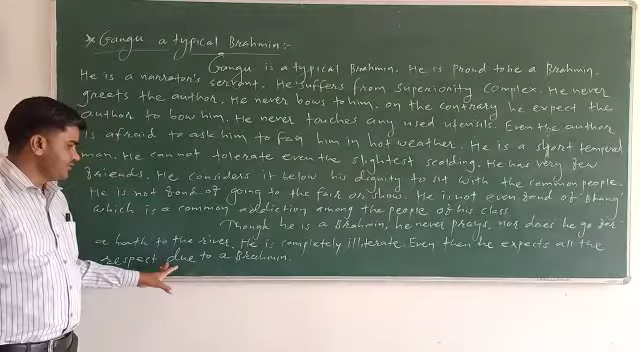 * Gangu a typical Brahmin:-
Gangu is a typical Brahmin. He is proud to be a Brahmin.
He is a narrator's servant. He suffers from superiority complex. He never
greets the author. He never bows to him. on the contrary he expect the
author to bow him. He never touches any used utensils. Even the author
is afraid to ask him to fan him in hot weather. He is a short tempered
man. He can not tolerate even the slightest scolding. He has very few
friends. He considers it below his dignity to sit with the common people.
He is not fond of going to the fair or show. He is not even fond of Bhang
which is a common addiction among the people of his class
Though he is a Brahmin, he never prays, nor does he go for
a bath to the river. He is completely illiterate. Even then he expects all the
respect due to a Brahmin.